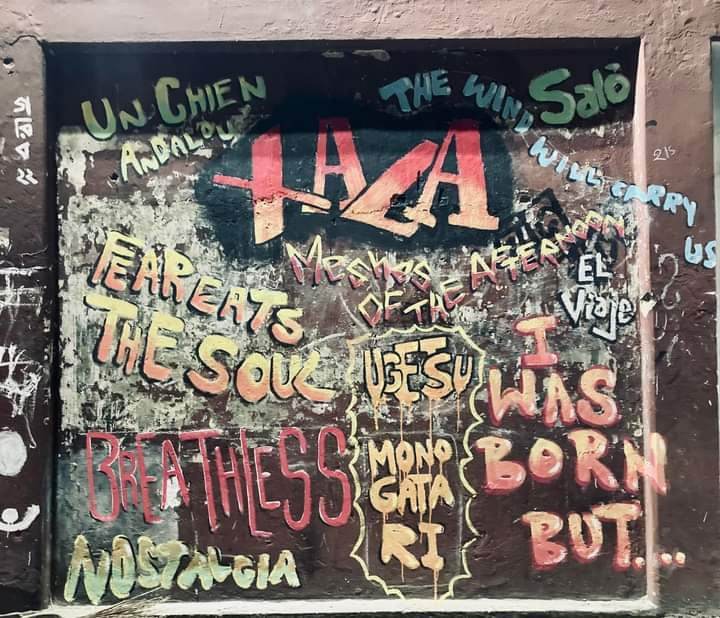 UN CHIEN
ANDALOU
THE WIND
WILL CARRY
US
Salò
XALA
MesHes OF THE AFTERNOON
EL
Viaje
FEAR EATS
THE SOUL
UGETSU
MONO
GATA
RI
I
WAS
BORN
BUT....
BREATHLESS
NOSTALGIA